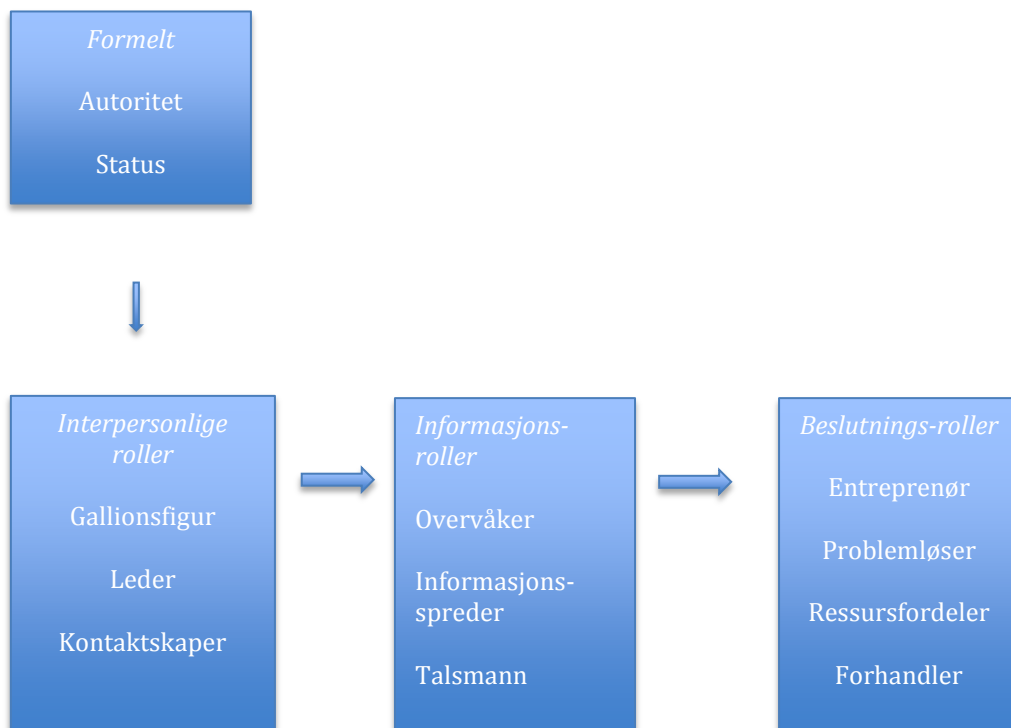 Formelt
Autoritet
Status
Interpersonlige
roller
Gallionsfigur
Leder
Kontaktskaper
Informasjons-
roller
Overvåker
Informasjons-
spreder
Talsmann
Beslutnings-roller
Entreprenør
Problemløser
Ressursfordeler
Forhandler